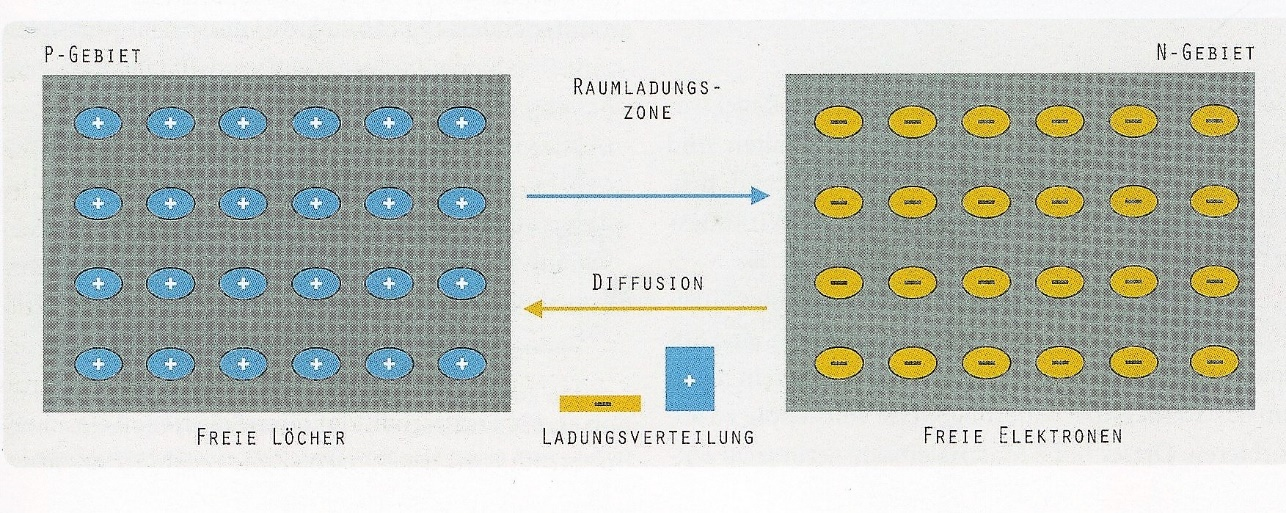 P-GEBIET
N-GEBIET
RAUMLADUNGS-
ZONE
DIFFUSION
FREIE LÖCHER
LADUNGSVERTEILUNG
FREIE ELEKTRONEN